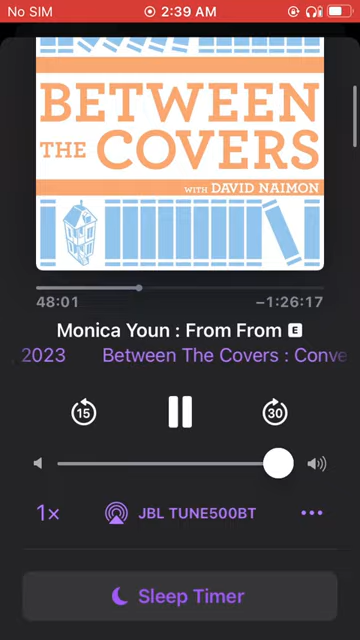 No SIM 2:39 AM
BETWEEN
THE COVERS
WITH DAVID NAIMON
48:01 −1:26:17
Monica Youn : From From E
, 2023 Between The Covers : Conve
15 30
1× JBL TUNE500BT
Sleep Timer